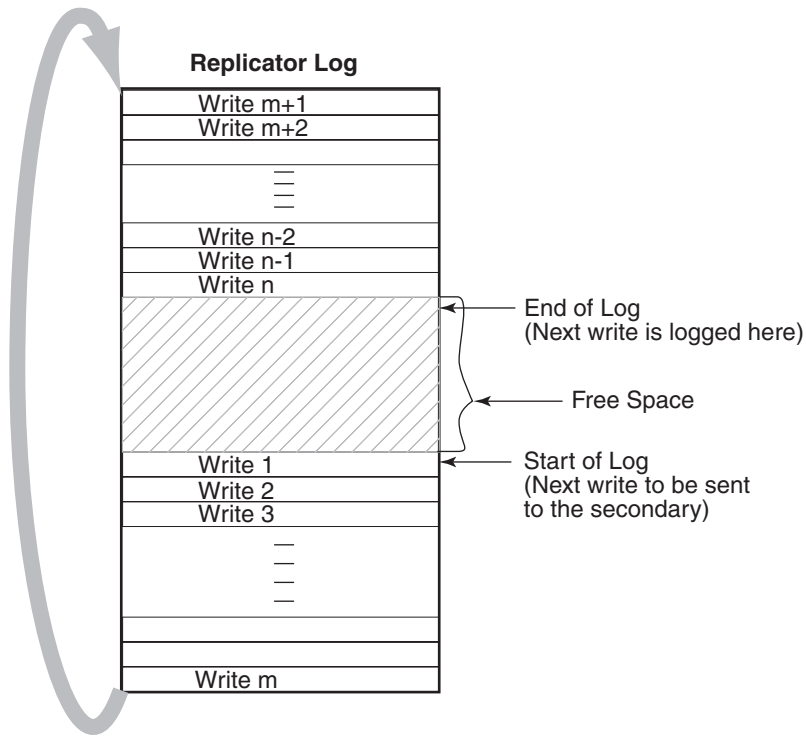 Replicator Log
Write m+1
Write m+2
Write n-2
Write n-1
Write n
End of Log
(Next write is logged here)
Free Space
Write 1
Write 2
Write 3
Start of Log
(Next write to be sent
to the secondary)
Write m